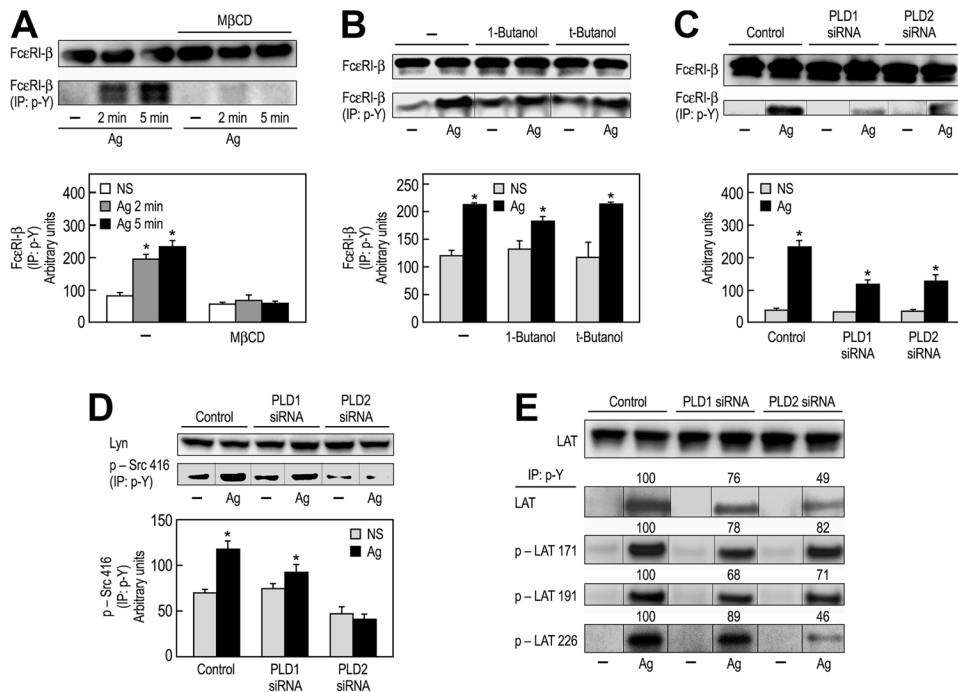 A
MβCD
FcεRI-β
FcεRI-β
(IP: p-Y)
– 2 min 5 min – 2 min 5 min
Ag Ag
FcεRI-β
(IP: p-Y)
Arbitrary units
400
300
200
100
0
NS
Ag 2 min
Ag 5 min
* *
– MβCD
B
– 1-Butanol t-Butanol
FcεRI-β
FcεRI-β
(IP: p-Y)
– Ag – Ag – Ag
FcεRI-β
(IP: p-Y)
Arbitrary units
250
200
150
100
50
0
NS
Ag
* * *
– 1-Butanol t-Butanol
C
Control PLD1 siRNA PLD2 siRNA
FcεRI-β
FcεRI-β
(IP: p-Y)
– Ag – Ag – Ag
FcεRI-β
(IP: p-Y)
Arbitrary units
400
300
200
100
0
NS
Ag
* * *
Control PLD1 siRNA PLD2 siRNA
D
Control PLD1 siRNA PLD2 siRNA
Lyn
p – Src 416
(IP: p-Y)
– Ag – Ag – Ag
p – Src 416
(IP: p-Y)
Arbitrary units
150
100
50
0
NS
Ag
* *
Control PLD1 siRNA PLD2 siRNA
E
Control PLD1 siRNA PLD2 siRNA
LAT
IP: p-Y 100 76 49
LAT
100 78 82
p – LAT 171
100 68 71
p – LAT 191
100 89 46
p – LAT 226
– Ag – Ag – Ag